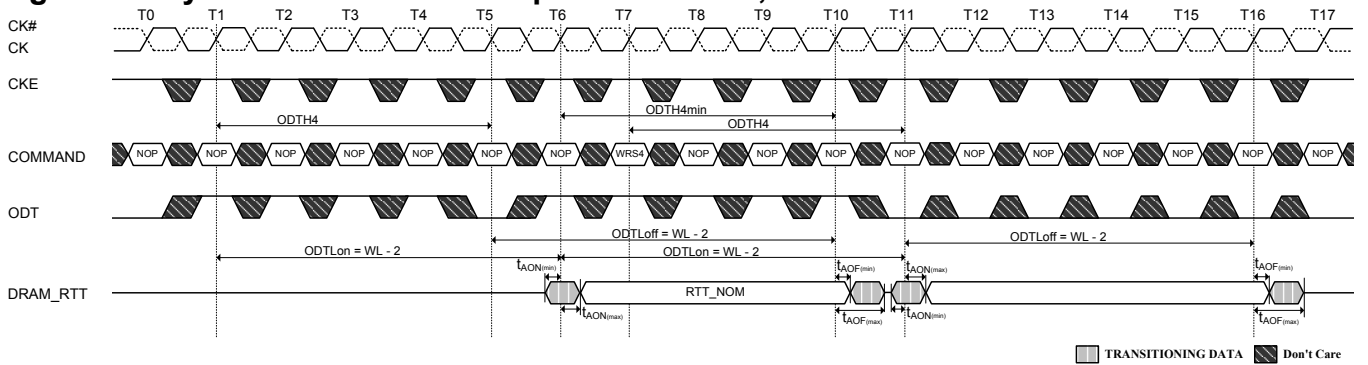 T0 T1 T2 T3 T4 T5 T6 T7 T8 T9 T10 T11 T12 T13 T14 T15 T16 T17
CK#
CK
CKE
ODTH4 ODTH4min
ODTH4
COMMAND NOP NOP NOP NOP NOP NOP NOP WRS4 NOP NOP NOP NOP NOP NOP NOP NOP NOP NOP
ODT
ODTLoff = WL - 2 ODTLoff = WL - 2
ODTLon = WL - 2 ODTLon = WL - 2
tAON(min) tAOF(min) tAON(max) tAOF(min)
DRAM_RTT RTT_NOM
tAON(max) tAOF(max) tAON(min) tAOF(max)
TRANSITIONING DATA Don't Care